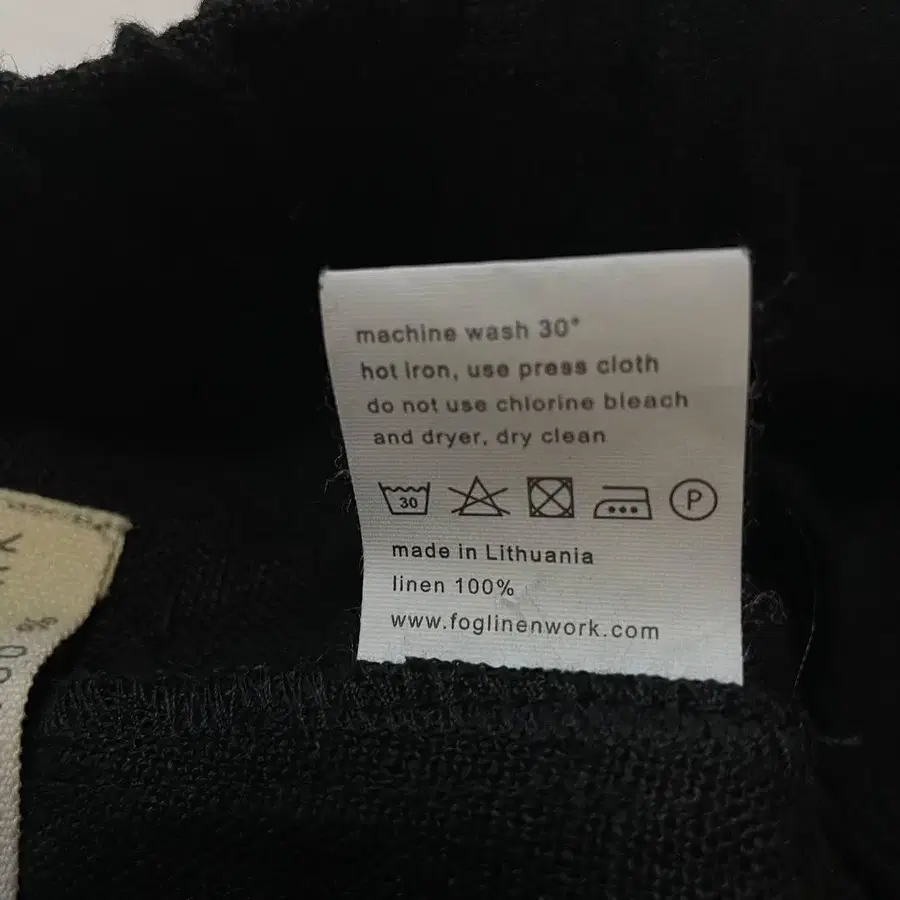 machine wash 30°
hot iron, use press cloth
do not use chlorine bleach
and dryer, dry clean
30
P
made in Lithuania
linen 100%
www.foglinenwork.com